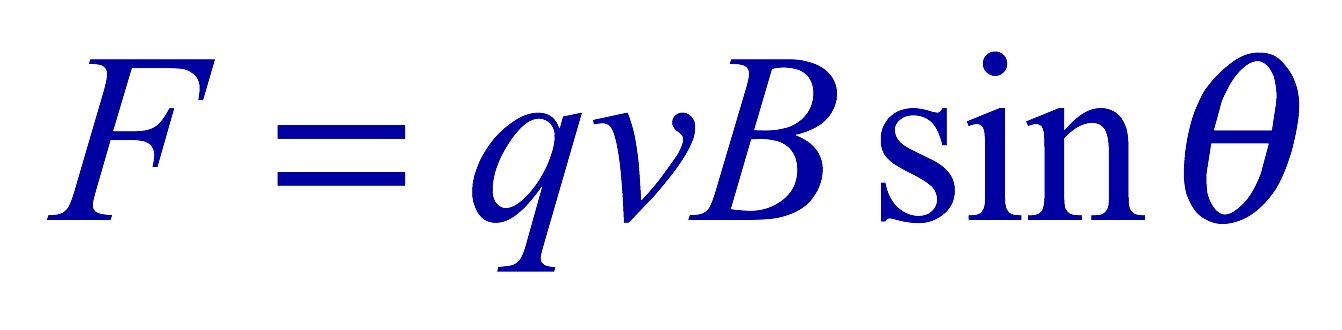 F = qvB sin θ